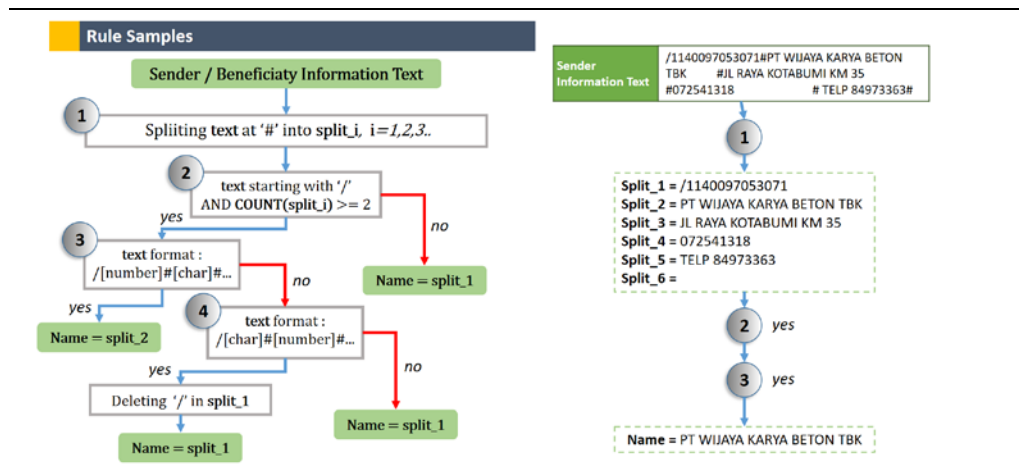 Rule Samples
Sender / Beneficiaty Information Text
1
Spliiting text at '#' into split_i, i=1,2,3..
2
text starting with '/'
AND COUNT(split_i) >= 2
yes
no
3
text format :
/[number]#[char]#...
no
Name = split_1
yes
4
text format :
/[char]#[number]#...
Name = split_2
yes
no
Deleting '/' in split_1
Name = split_1
Name = split_1
Sender
Information Text
/1140097053071#PT WIJAYA KARYA BETON
TBK #JL RAYA KOTABUMI KM 35
#072541318 # TELP 84973363#
1
Split_1 = /1140097053071
Split_2 = PT WIJAYA KARYA BETON TBK
Split_3 = JL RAYA KOTABUMI KM 35
Split_4 = 072541318
Split_5 = TELP 84973363
Split_6 =
2
yes
3
yes
Name = PT WIJAYA KARYA BETON TBK